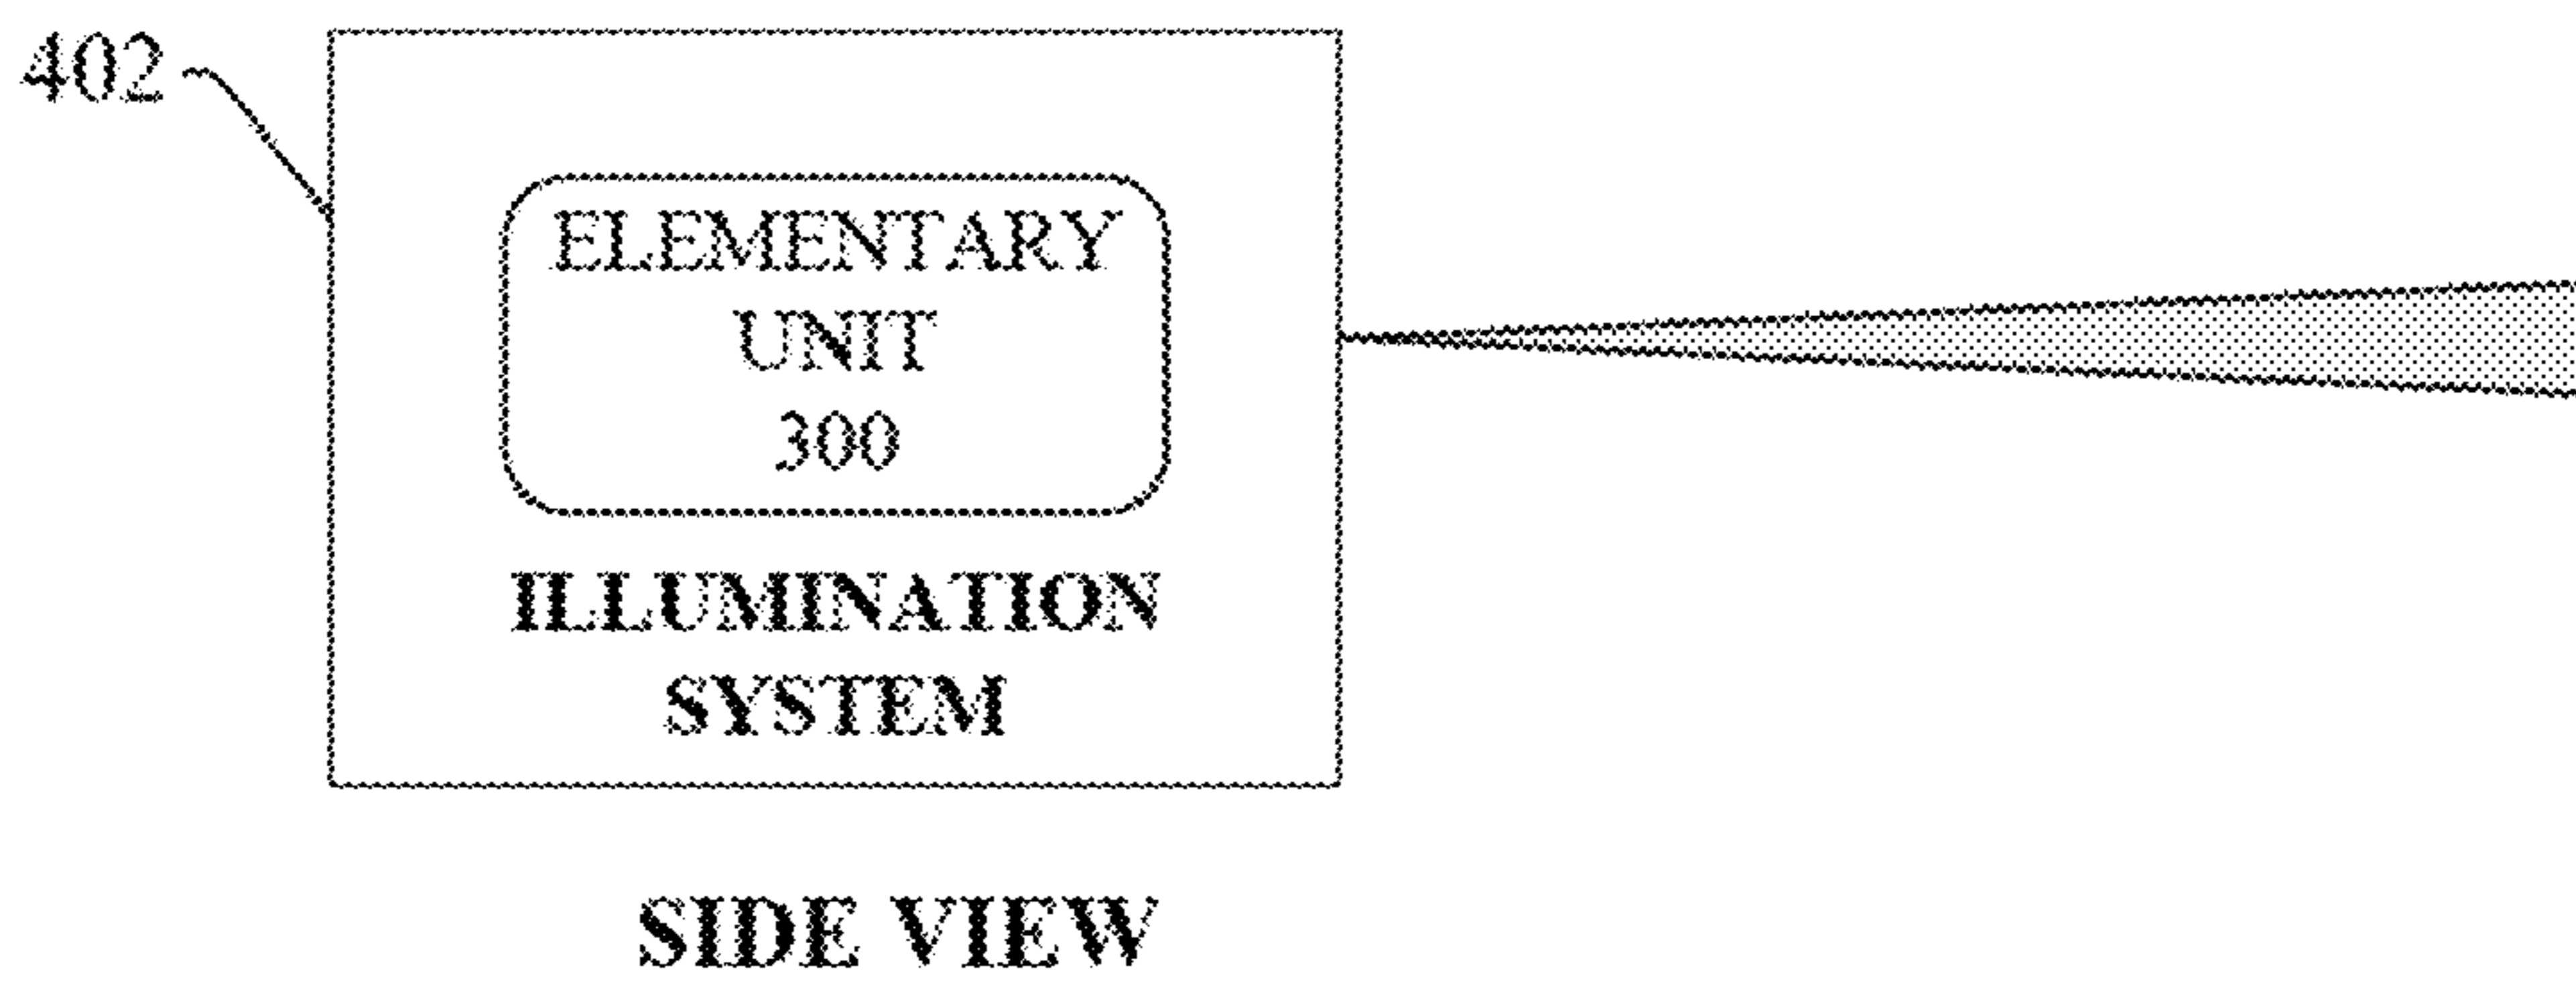 402
ELEMENTARY
UNIT
300
ILLUMINATION
SYSTEM
SIDE VIEW